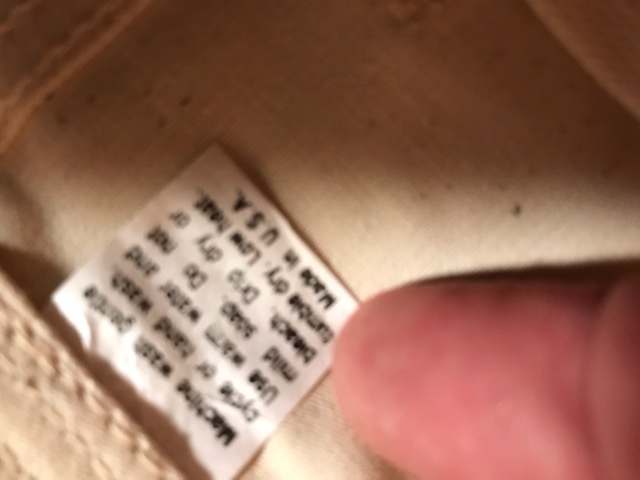 Machine wash, Gentle
Cycle or hand wash.
Use warm water and
mild soap. Do Not
bleach. Drip dry or
tumble dry. Low heat.
Made in U.S.A.